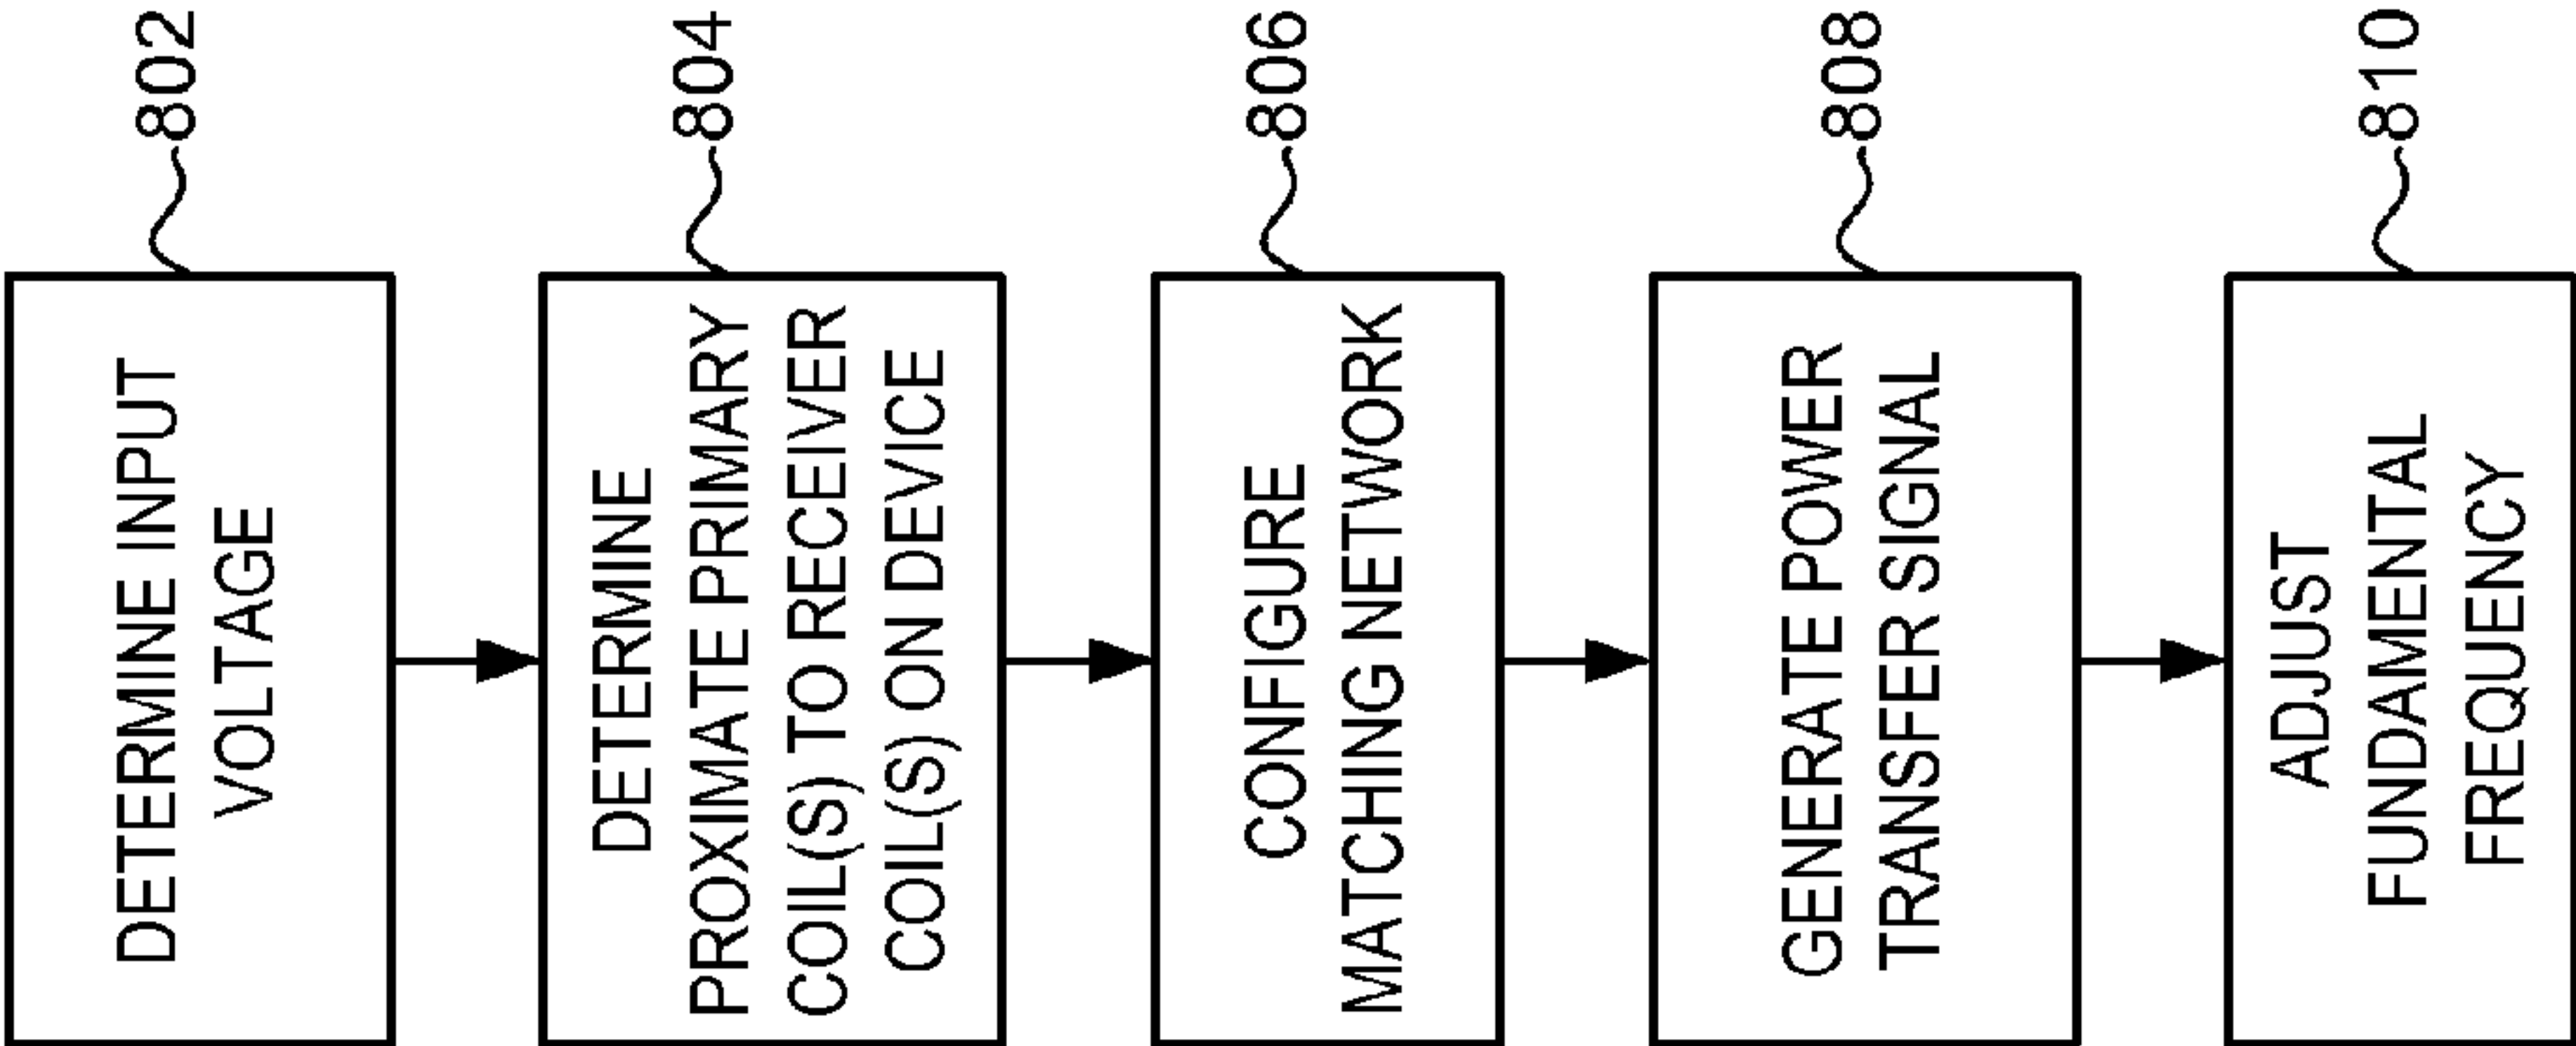 DETERMINE INPUT
VOLTAGE
802
DETERMINE
PROXIMATE PRIMARY
COIL(S) TO RECEIVER
COIL(S) ON DEVICE
804
CONFIGURE
MATCHING NETWORK
806
GENERATE POWER
TRANSFER SIGNAL
808
ADJUST
FUNDAMENTAL
FREQUENCY
810